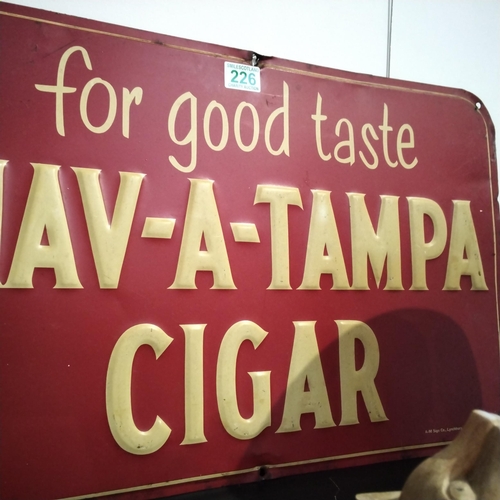 226
for good taste
AV-A-TAMPA
CIGAR